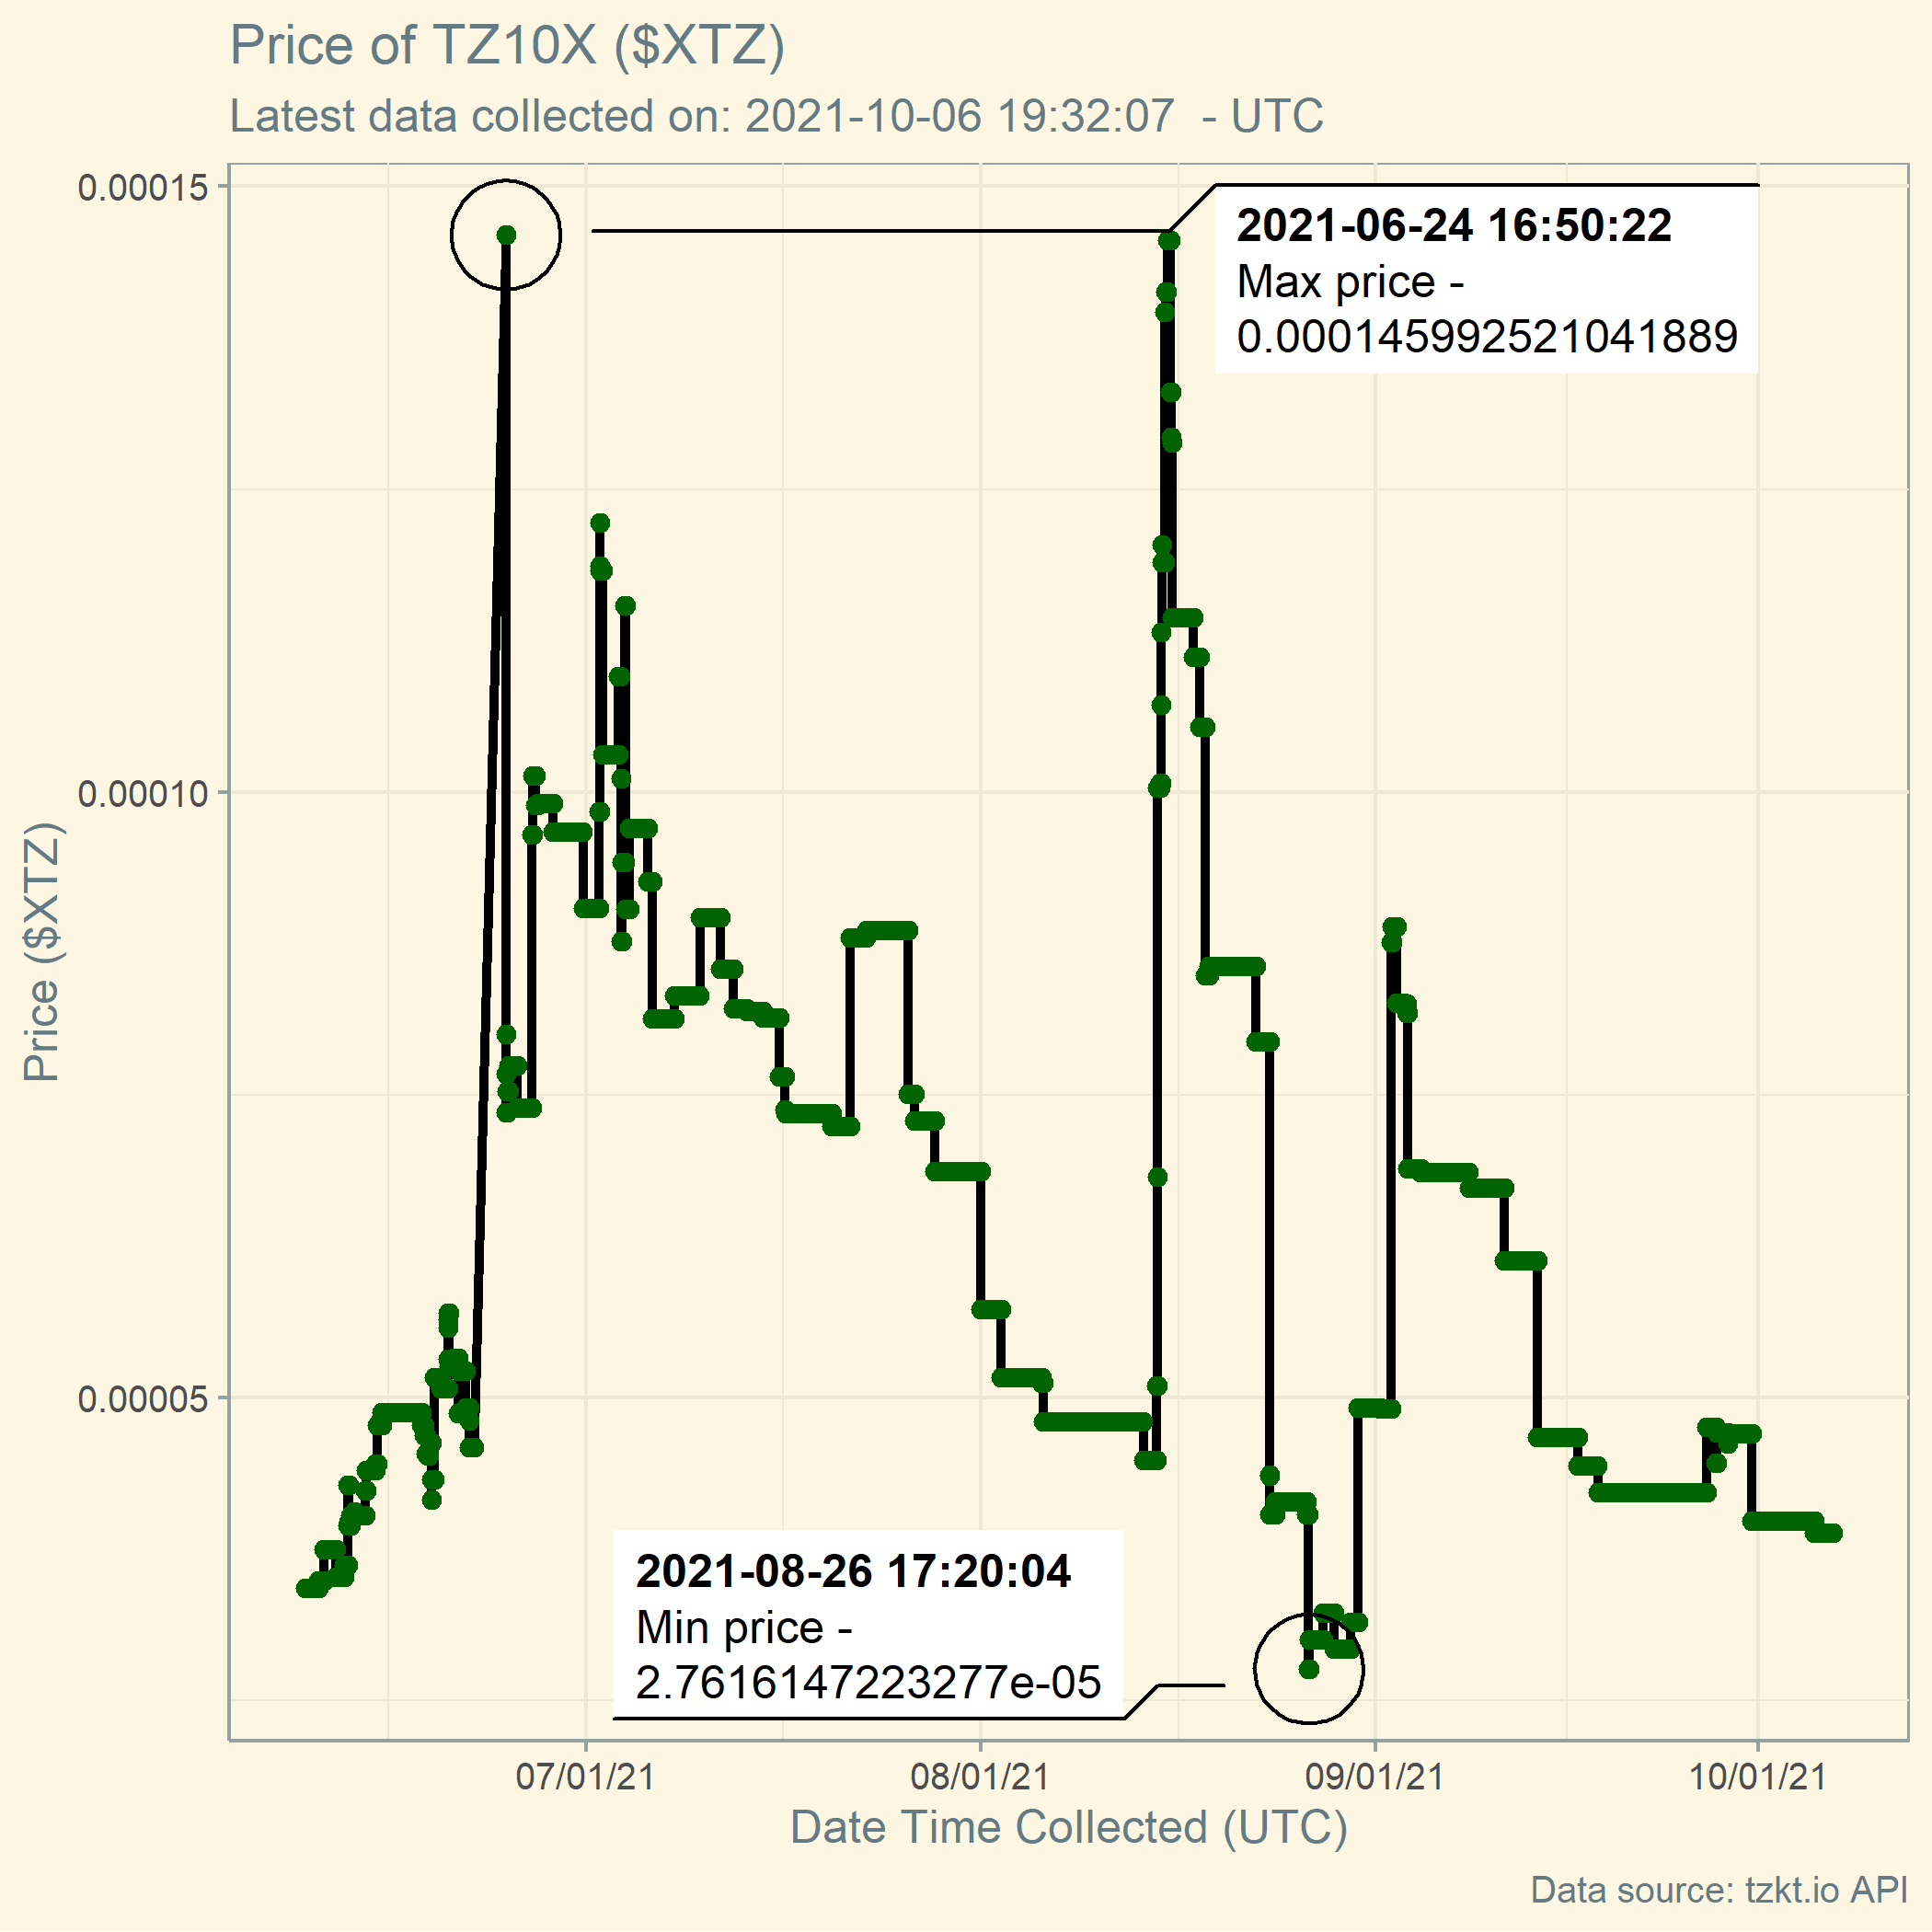 Price of TZ10X ($XTZ)
Latest data collected on: 2021-10-06 19:32:07  - UTC
0.00015
0.00010
0.00005
Price ($XTZ)
2021-06-24 16:50:22
Max price -
0.000145992521041889
2021-08-26 17:20:04
Min price -
2.7616147223277e-05
07/01/21
08/01/21
09/01/21
10/01/21
Date Time Collected (UTC)
Data source: tzkt.io API